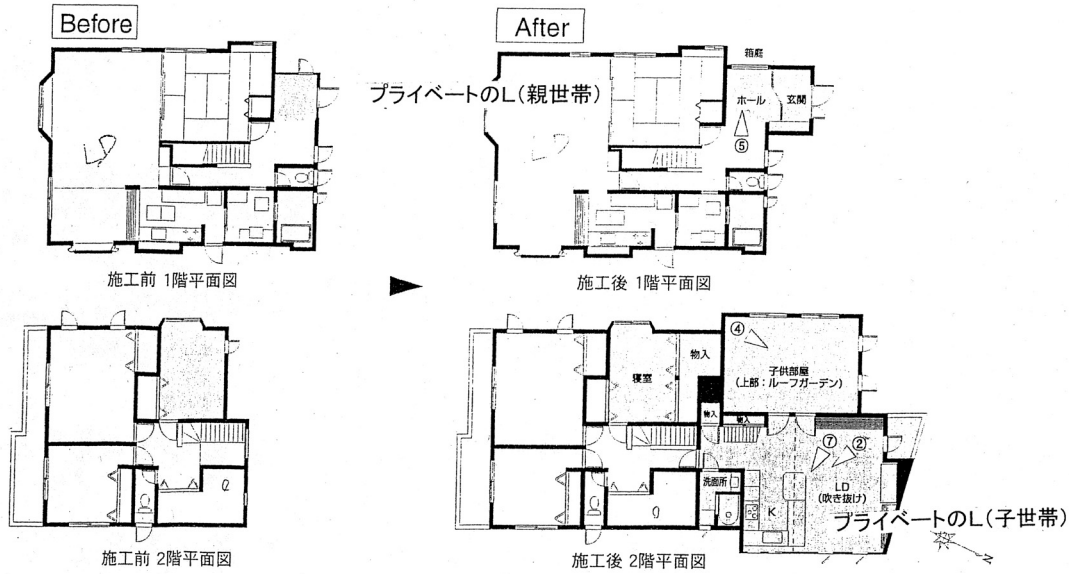 Before
After
箱庭
プライベートのL(親世帯)
ホール
玄関
⑤
施工前 1階平面図
施工後 1階平面図
④
物入
寝室
子供部屋
(上部:ルーフガーデン)
物入
物入
⑦
②
洗面所
LD
(吹き抜け)
K
プライベートのL(子世帯)
N
施工前 2階平面図
施工後 2階平面図